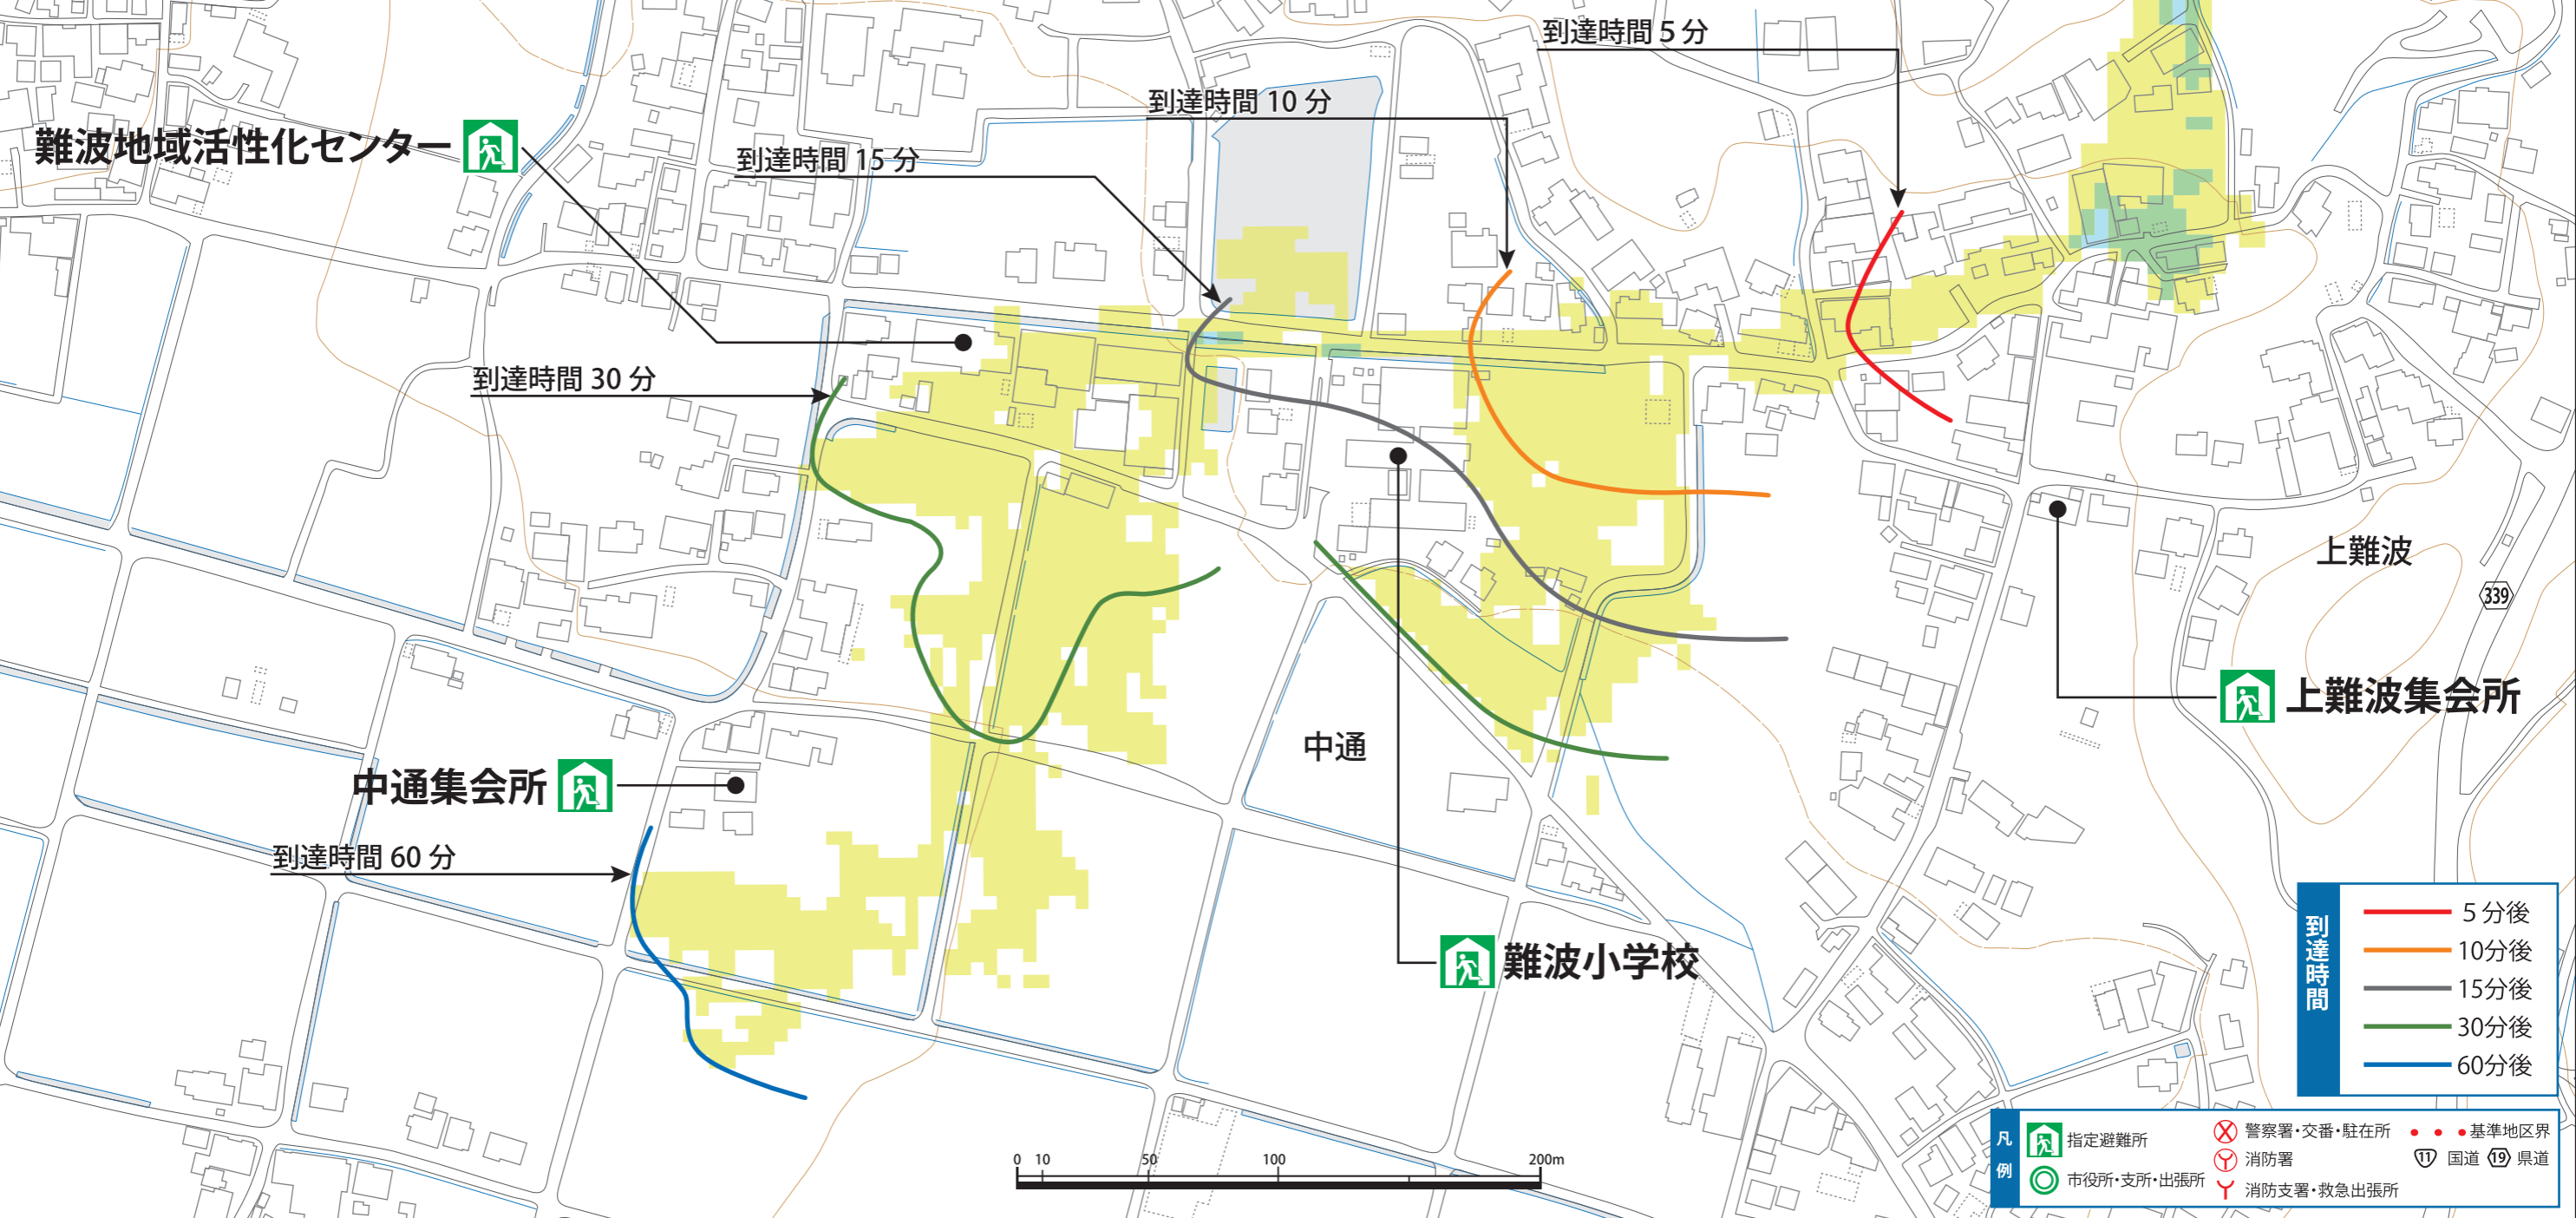 到達時間 5 分
到達時間 10 分
難波地域活性化センター
到達時間 15 分
到達時間 30 分
上難波
339
上難波集会所
中通
中通集会所
到達時間 60 分
難波小学校
到達時間
5 分後
10分後
15分後
30分後
60分後
0 10 50 100 200m
凡例
指定避難所
市役所・支所・出張所
警察署・交番・駐在所
消防署
消防支署・救急出張所
基準地区界
11 国道 19 県道